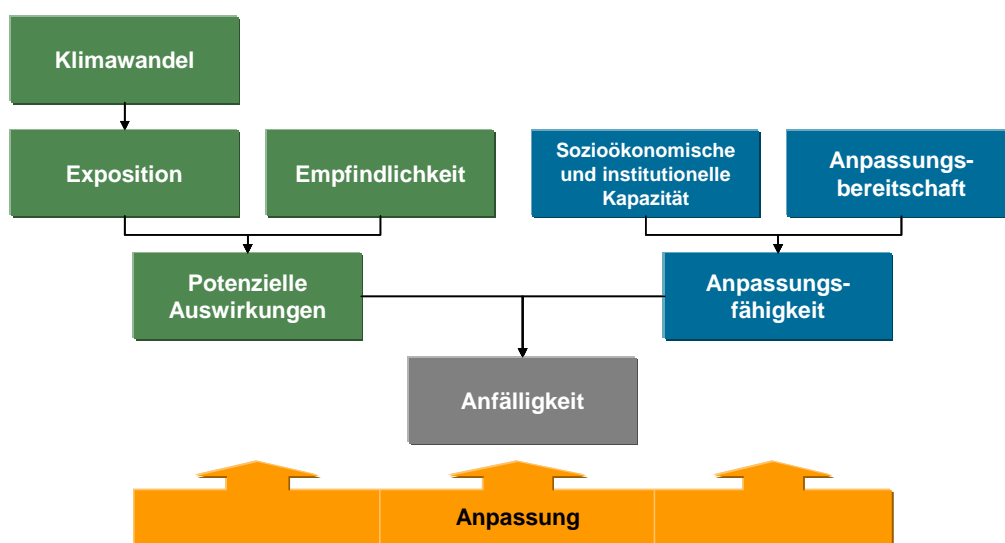 Klimawandel
Exposition
Empfindlichkeit
Sozioökonomische
und institutionelle
Kapazität
Anpassungs-
bereitschaft
Potenzielle
Auswirkungen
Anpassungs-
fähigkeit
Anfälligkeit
Anpassung